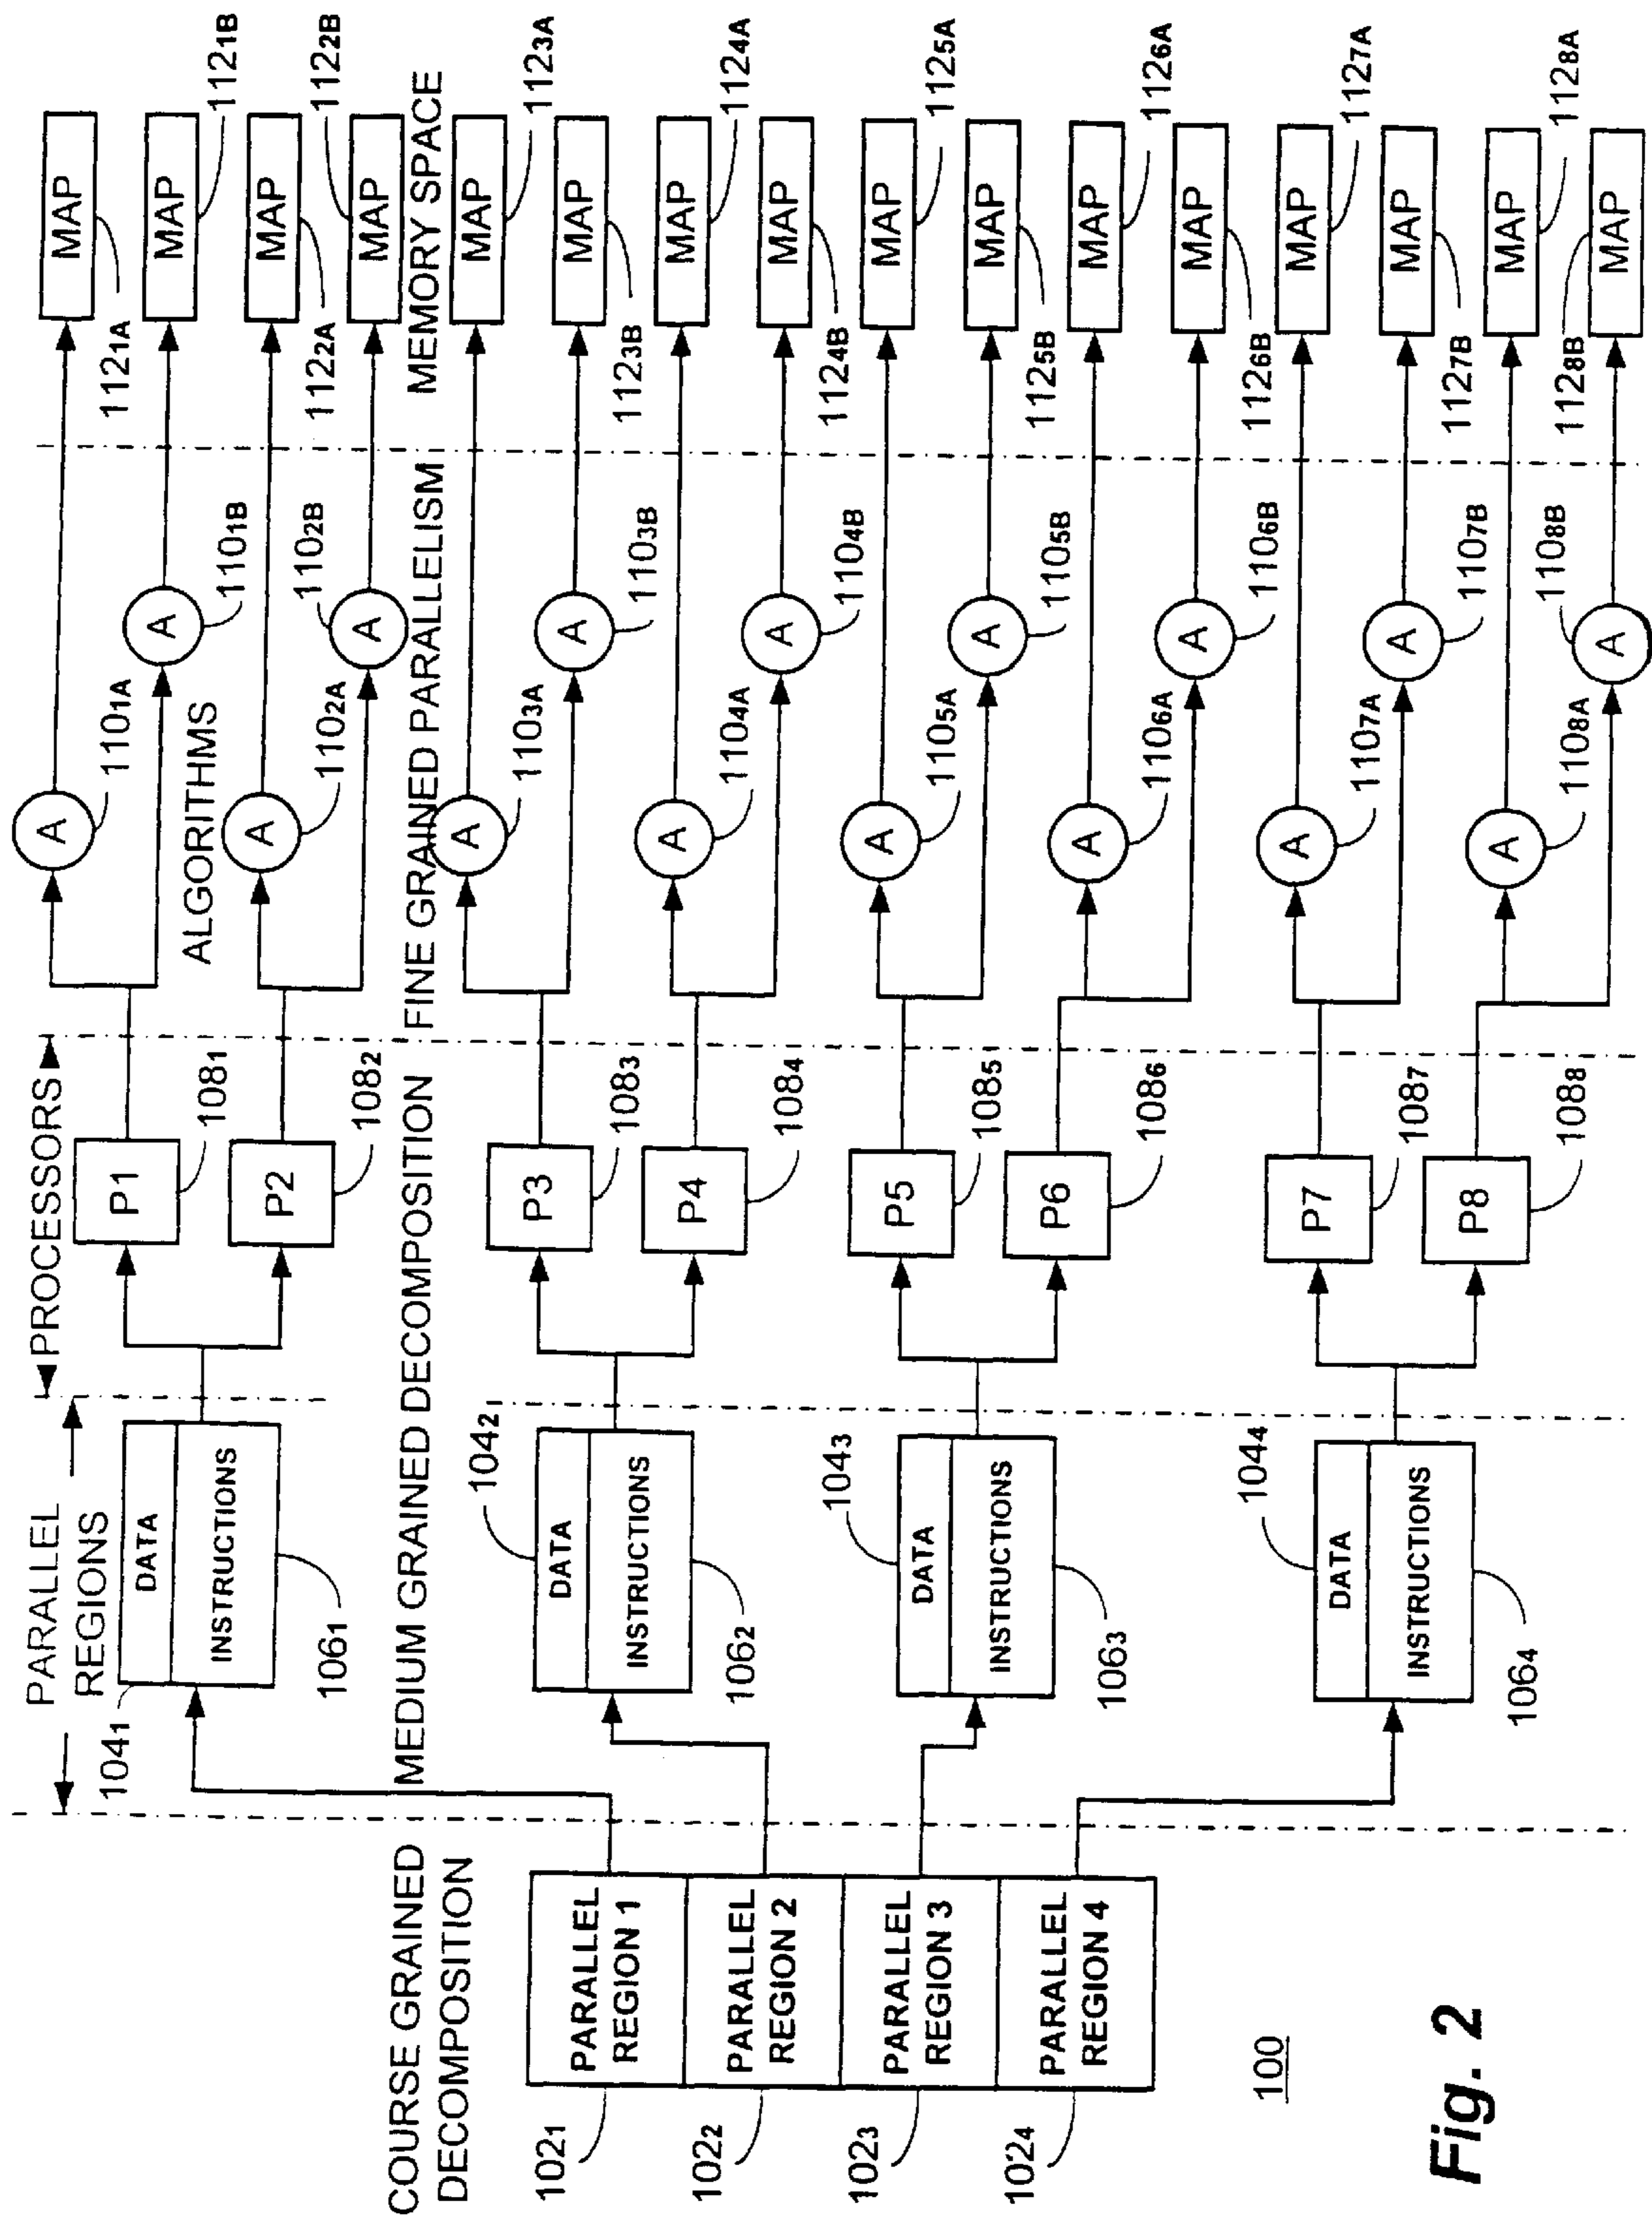 COURSE GRAINED
DECOMPOSITION
PARALLEL
REGION 1
PARALLEL
REGION 2
PARALLEL
REGION 3
PARALLEL
REGION 4
1021
1022
1023
1024
100
Fig. 2
PARALLEL
REGIONS
MEDIUM GRAINED DECOMPOSITION
1041
DATA
INSTRUCTIONS
1061
1042
DATA
INSTRUCTIONS
1062
1043
DATA
INSTRUCTIONS
1063
1044
DATA
INSTRUCTIONS
1064
PROCESSORS
P1
1081
P2
1082
P3
1083
P4
1084
P5
1085
P6
1086
P7
1087
P8
1088
ALGORITHMS
FINE GRAINED PARALLELISM
A
1101A
A
1101B
A
1102A
A
1102B
A
1103A
A
1103B
A
1104A
A
1104B
A
1105A
A
1105B
A
1106A
A
1106B
A
1107A
A
1107B
A
1108A
A
1108B
MEMORY SPACE
MAP
1121A
MAP
1121B
MAP
1122A
MAP
1122B
MAP
1123A
MAP
1123B
MAP
1124A
MAP
1124B
MAP
1125A
MAP
1125B
MAP
1126A
MAP
1126B
MAP
1127A
MAP
1127B
MAP
1128A
MAP
1128B